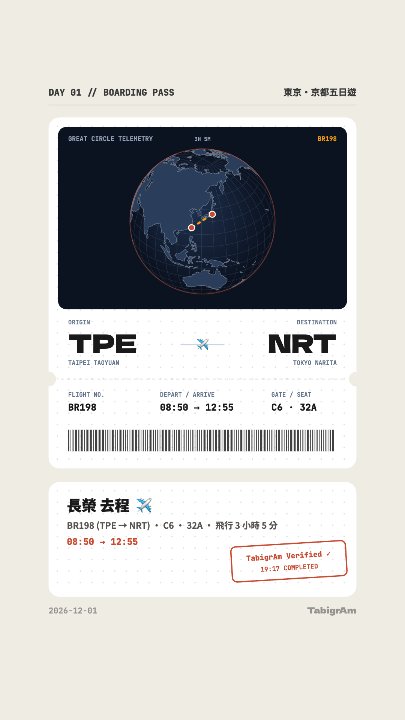 DAY 01 // BOARDING PASS
東京・京都五日遊
GREAT CIRCLE TELEMETRY
3H 5M
BR198
ORIGIN
DESTINATION
TPE ✈️ NRT
TAIPEI TAOYUAN
TOKYO NARITA
FLIGHT NO.
DEPART / ARRIVE
GATE / SEAT
BR198
08:50 → 12:55
C6 · 32A
長榮 去程 ✈️
BR198 (TPE → NRT) • C6 • 32A • 飛行 3 小時 5 分
08:50 → 12:55
TabigrAm Verified ✓
19:17 COMPLETED
2026-12-01
TabigrAm